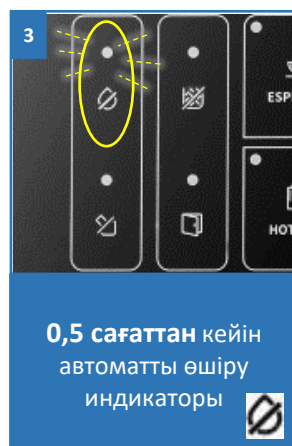 3
ESP
HOT
0,5 сағаттан кейін
автоматты өшіру
индикаторы